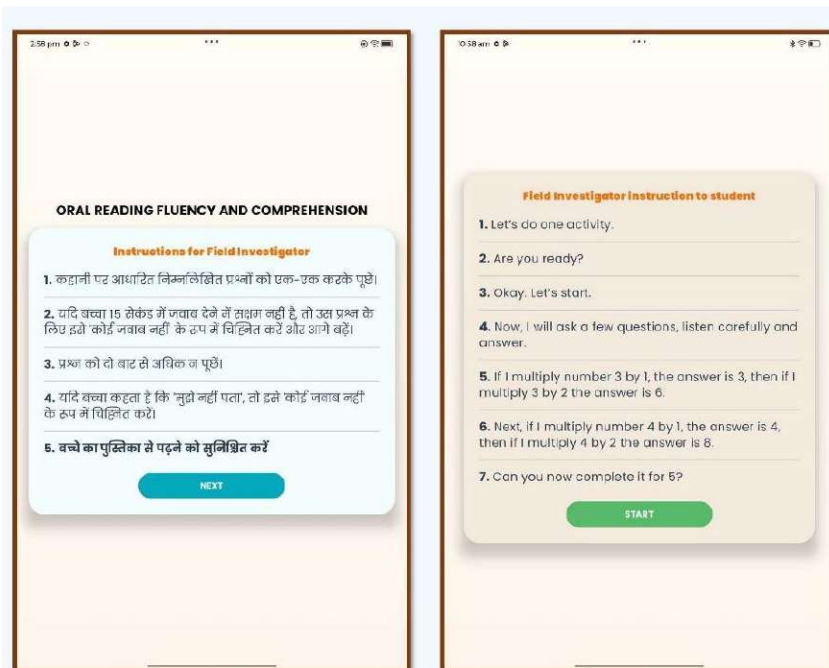 2:58 pm
ORAL READING FLUENCY AND COMPREHENSION
Instructions for Field Investigator
1. कहानी पर आधारित निम्नलिखित प्रश्नों को एक-एक करके पूछें।
2. यदि बच्चा 15 सेकंड में जवाब देने में सक्षम नहीं है, तो उस प्रश्न के
लिए इसे 'कोई जवाब नहीं' के रूप में चिह्नित करें और आगे बढ़ें।
3. प्रश्न को दो बार से अधिक न पूछें।
4. यदि बच्चा कहता है कि 'मुझे नहीं पता', तो इसे 'कोई जवाब नहीं'
के रूप में चिह्नित करें।
5. बच्चे का पुस्तिका से पढ़ने को सुनिश्चित करें
NEXT
10:58 am
Field Investigator instruction to student
1. Let's do one activity.
2. Are you ready?
3. Okay. Let's start.
4. Now, I will ask a few questions, listen carefully and
answer.
5. If I multiply number 3 by 1, the answer is 3, then if I
multiply 3 by 2 the answer is 6.
6. Next, if I multiply number 4 by 1, the answer is 4,
then if I multiply 4 by 2 the answer is 8.
7. Can you now complete it for 5?
START